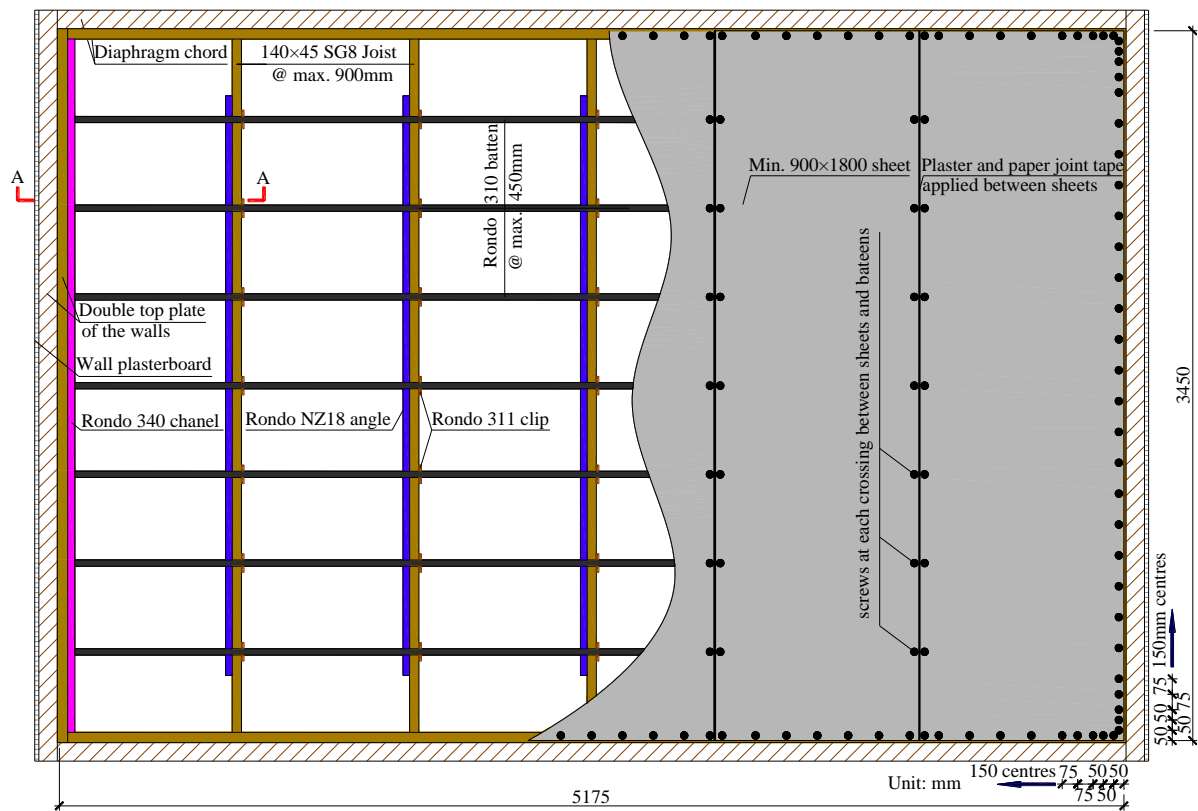 Diaphragm chord
140×45 SG8 Joist
@ max. 900mm
A
A
Rondo 310 batten
@ max. 450mm
Min. 900×1800 sheet
Plaster and paper joint tape
applied between sheets
Double top plate
of the walls
Wall plasterboard
Rondo 340 chanel
Rondo NZ18 angle
Rondo 311 clip
screws at each crossing between sheets and bateens
3450
150mm centres
75
50
50
75
50
50
Unit: mm
150 centres
75
50
50
75
50
5175